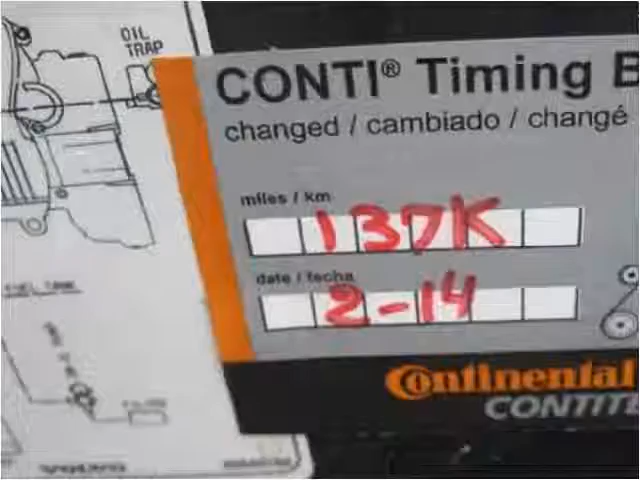 OIL
TRAP
CONTI® Timing B
changed / cambiado / changé
miles / km
137K
date / fecha
2-14
FUEL TANK
Continental
CONTITE